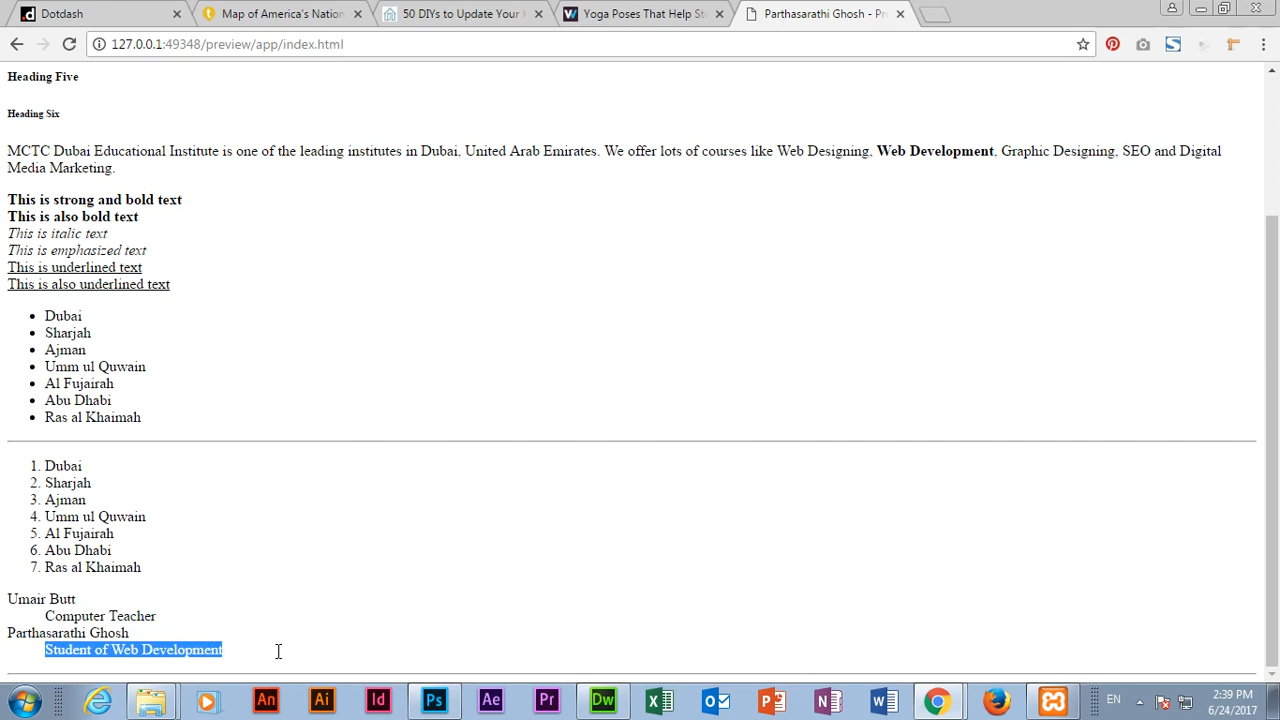 Dotdash
Map of America's Nation
50 DIYs to Update Your
Yoga Poses That Help St
Parthasarathi Ghosh - Pr
127.0.0.1:49348/preview/app/index.html
Heading Five
Heading Six
MCTC Dubai Educational Institute is one of the leading institutes in Dubai, United Arab Emirates. We offer lots of courses like Web Designing, Web Development, Graphic Designing, SEO and Digital
Media Marketing.
This is strong and bold text
This is also bold text
This is italic text
This is emphasized text
This is underlined text
This is also underlined text
• Dubai
• Sharjah
• Ajman
• Umm ul Quwain
• Al Fujairah
• Abu Dhabi
• Ras al Khaimah
1. Dubai
2. Sharjah
3. Ajman
4. Umm ul Quwain
5. Al Fujairah
6. Abu Dhabi
7. Ras al Khaimah
Umair Butt
Computer Teacher
Parthasarathi Ghosh
Student of Web Development
An Ai Id Ps Ae Pr Dw EN
2:39 PM
6/24/2017